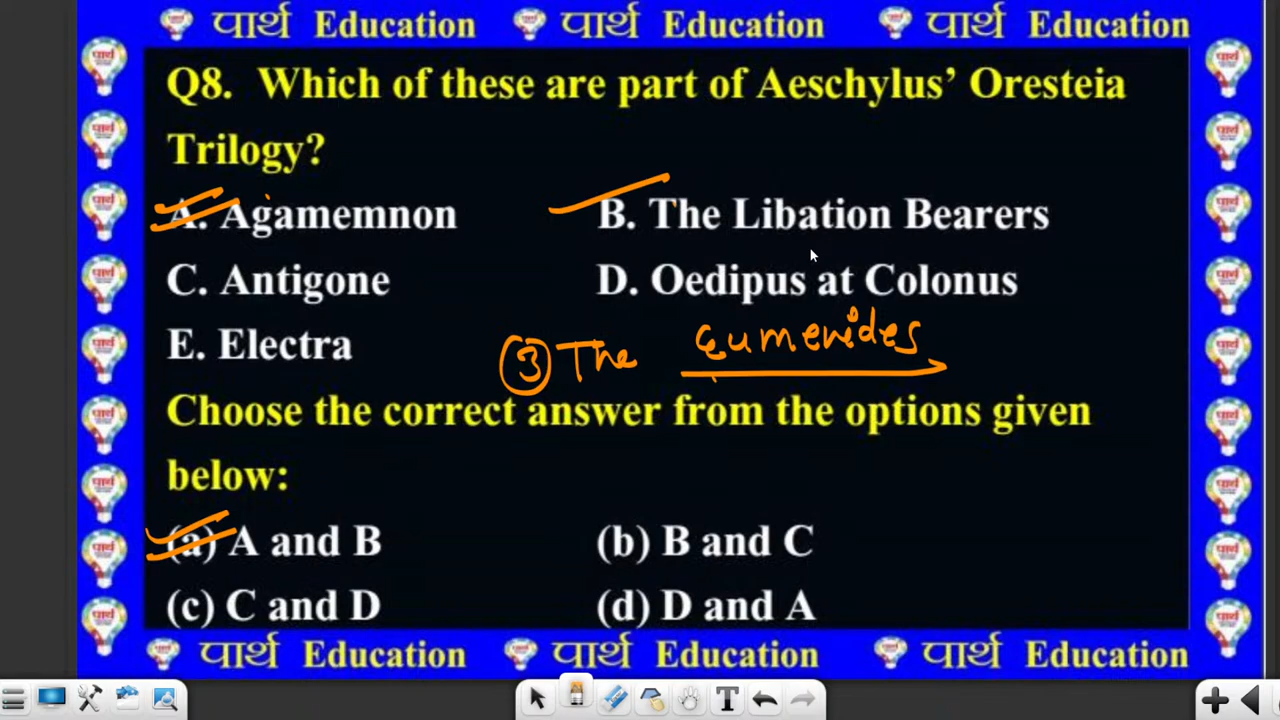 पार्थ Education पार्थ Education पार्थ Education
Q8. Which of these are part of Aeschylus’ Oresteia
Trilogy?
A. Agamemnon B. The Libation Bearers
C. Antigone D. Oedipus at Colonus
E. Electra ③ The Eumenides
Choose the correct answer from the options given
below:
(a) A and B (b) B and C
(c) C and D (d) D and A
पार्थ Education पार्थ Education पार्थ Education